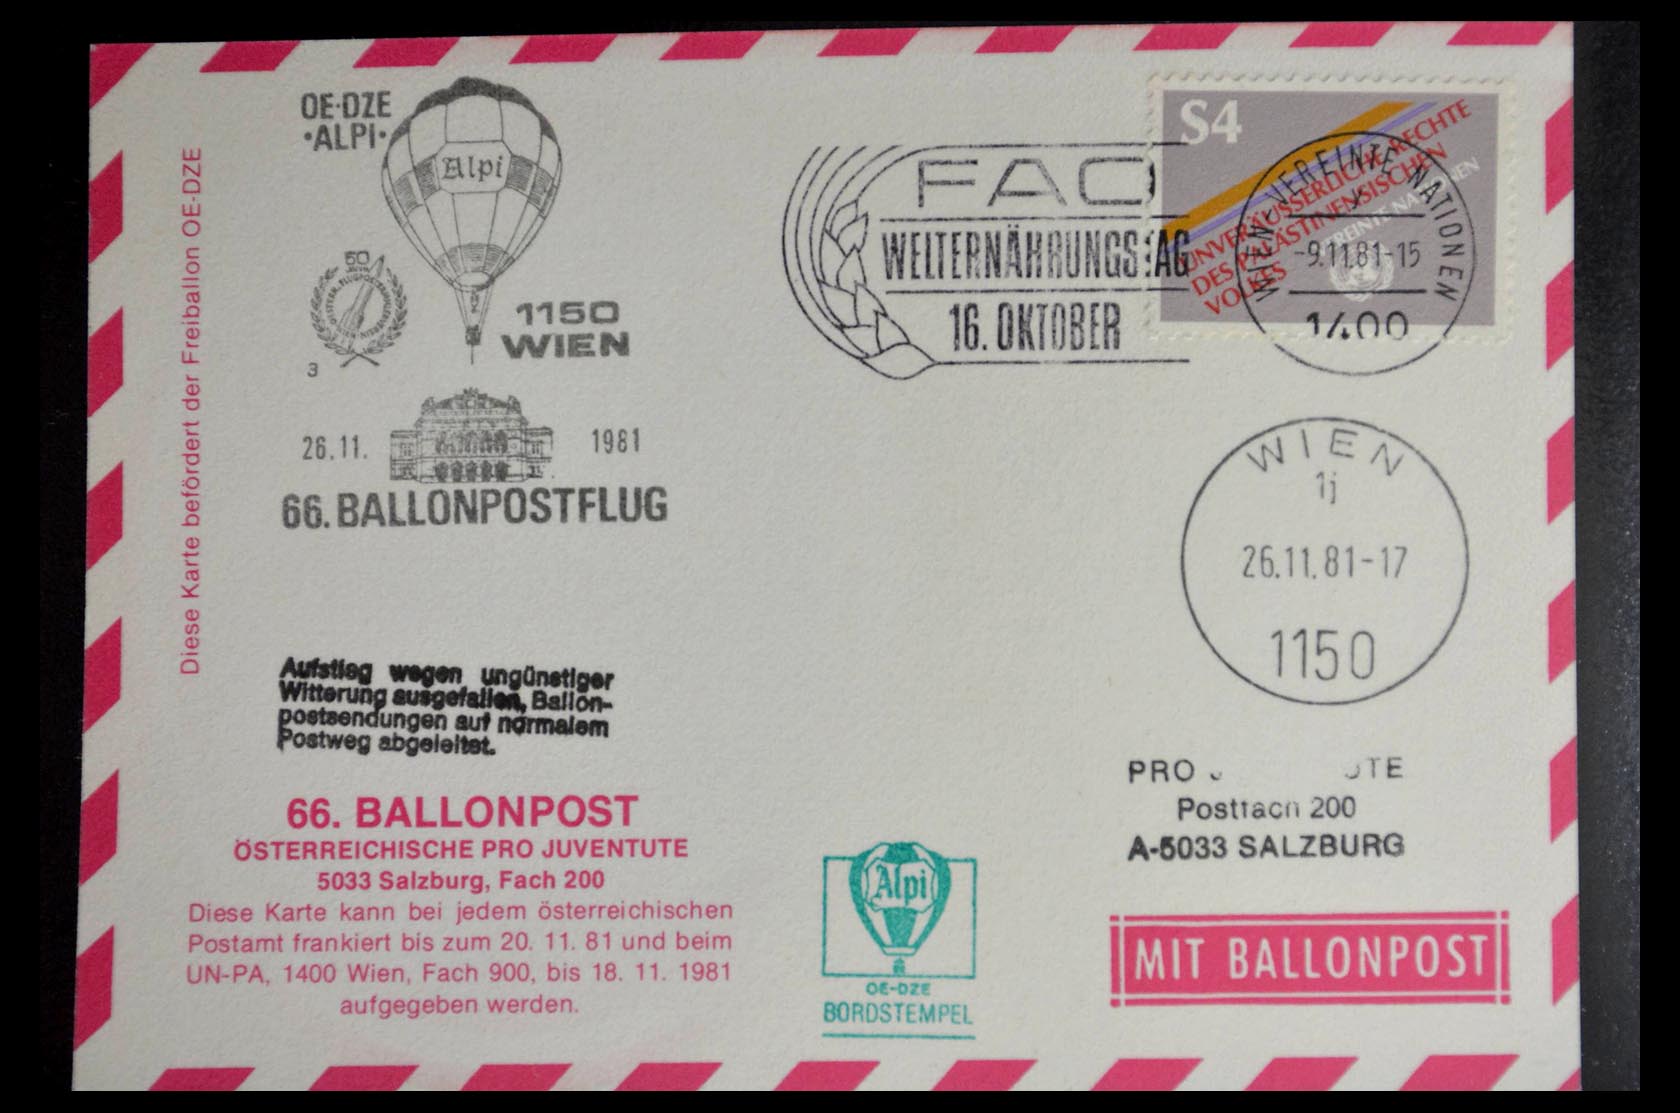 OE-DZE
·ALPI·
Alpi
50
3
1150
WIEN
26.11. 1981
66. BALLONPOSTFLUG
Diese Karte befördert der Freiballon OE-DZE
FAO
WELTERNÄHRUNGSTAG
16. OKTOBER
S4
UNVERÄUSSERLICHE RECHTE
DES PALÄSTINENSISCHEN
VOLKES
VEREINTE NATIONEN
WIEN - VEREINTE NATIONEN
-9.11.81-15
1400
WIEN
1j
26.11.81-17
1150
Aufstieg wegen ungünstiger
Witterung ausgefallen, Ballon-
postsendungen auf normalem
Postweg abgeleitet.
66. BALLONPOST
ÖSTERREICHISCHE PRO JUVENTUTE
5033 Salzburg, Fach 200
Diese Karte kann bei jedem österreichischen
Postamt frankiert bis zum 20. 11. 81 und beim
UN-PA, 1400 Wien, Fach 900, bis 18. 11. 1981
aufgegeben werden.
Alpi
OE-DZE
BORDSTEMPEL
PRO J TE
Postfach 200
A-5033 SALZBURG
MIT BALLONPOST